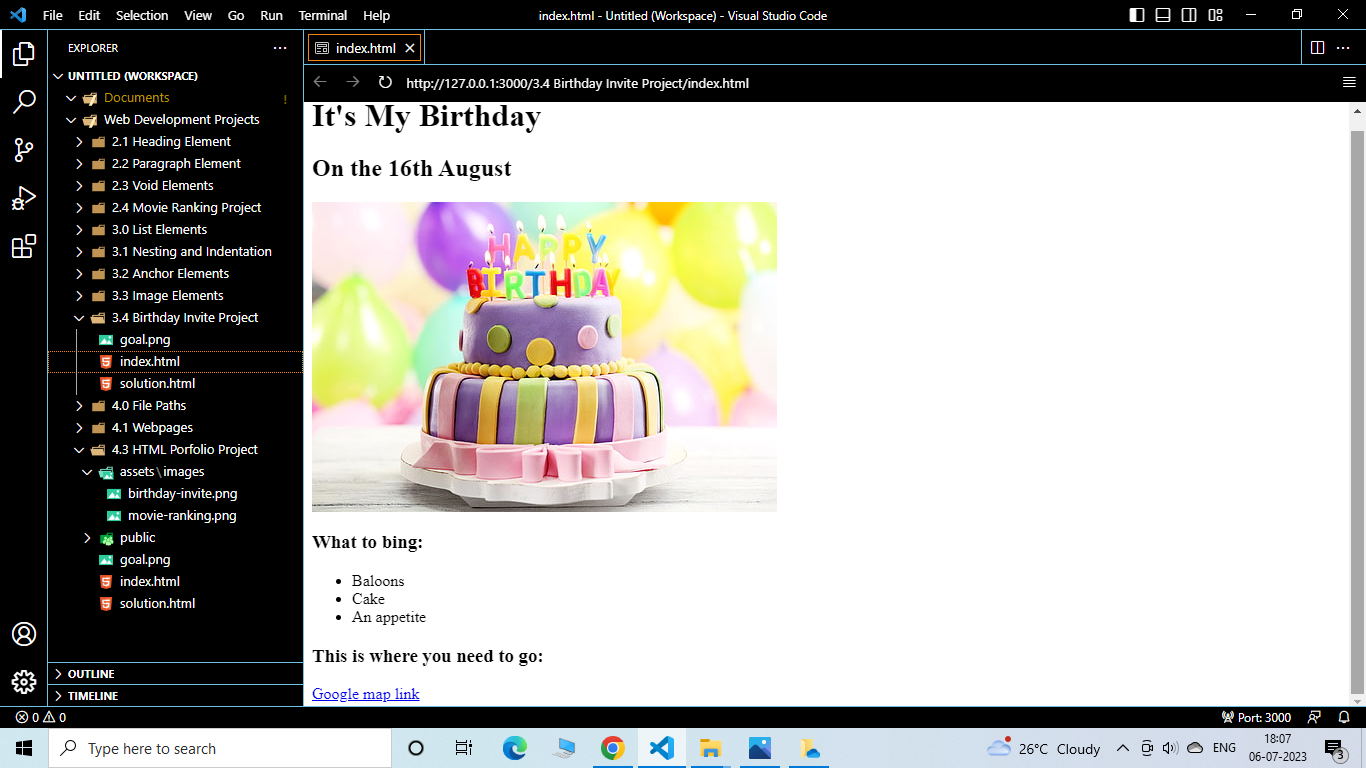 File Edit Selection View Go Run Terminal Help
index.html - Untitled (Workspace) - Visual Studio Code
EXPLORER
UNTITLED (WORKSPACE)
Documents !
Web Development Projects
2.1 Heading Element
2.2 Paragraph Element
2.3 Void Elements
2.4 Movie Ranking Project
3.0 List Elements
3.1 Nesting and Indentation
3.2 Anchor Elements
3.3 Image Elements
3.4 Birthday Invite Project
goal.png
index.html
solution.html
4.0 File Paths
4.1 Webpages
4.3 HTML Porfolio Project
assets\images
birthday-invite.png
movie-ranking.png
public
goal.png
index.html
solution.html
OUTLINE
TIMELINE
index.html
http://127.0.0.1:3000/3.4 Birthday Invite Project/index.html
It's My Birthday
On the 16th August
HAPPY
BIRTHDAY
What to bing:
Baloons
Cake
An appetite
This is where you need to go:
Google map link
0 0
Port: 3000
Type here to search
26°C Cloudy
ENG
18:07
06-07-2023
3